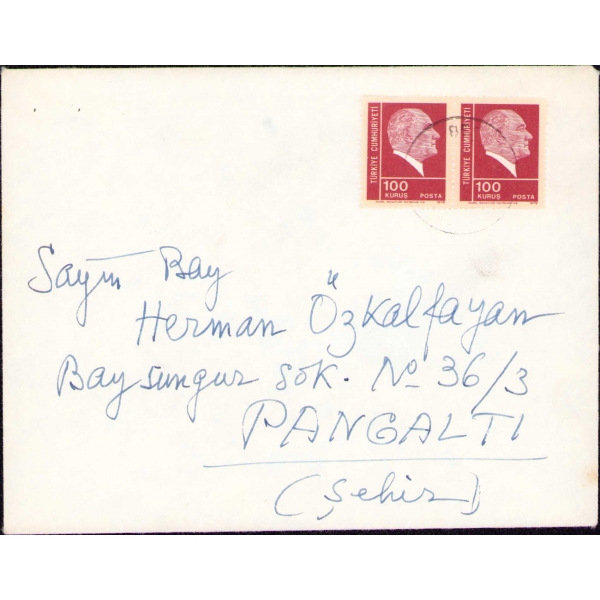 TÜRKİYE CUMHURİYETİ
100
KURUŞ POSTA
TÜRKİYE CUMHURİYETİ
100
KURUŞ POSTA
Sayın Bay
Herman Özkalfayan
Baysungur sok. No 36/3
PANGALTI
(Şehir)